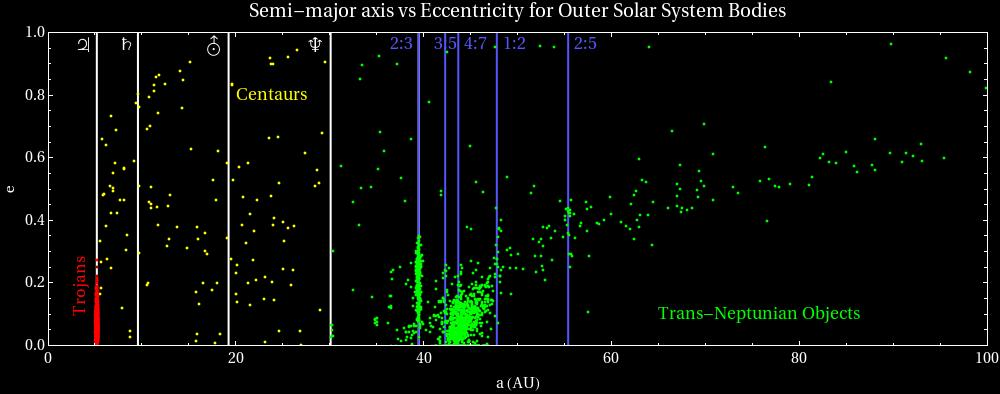 Semi-major axis vs Eccentricity for Outer Solar System Bodies
1.0
♃ ♄ ☉ ♆ 2:3 3:5 4:7 1:2 2:5
0.8
Centaurs
0.6
e
0.4
Trojans
0.2
Trans-Neptunian Objects
0.0
0 20 40 60 80 100
a (AU)